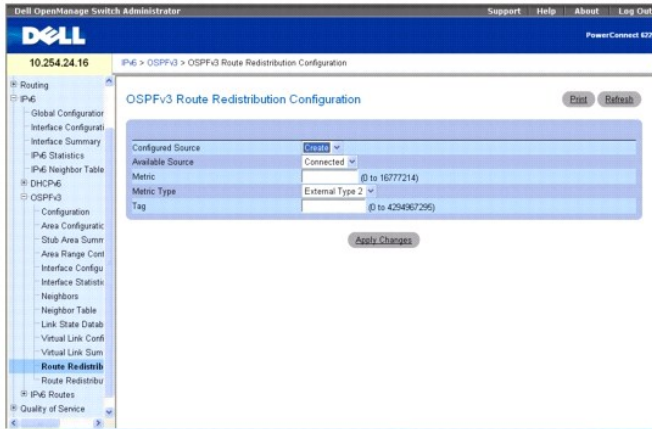 Dell OpenManage Switch Administrator
Support Help About Log Out
DELL
PowerConnect 622
10.254.24.16
IPv6 > OSPFv3 > OSPFv3 Route Redistribution Configuration
Routing
IPv6
Global Configuration
Interface Configurati
Interface Summary
IPv6 Statistics
IPv6 Neighbor Table
DHCPv6
OSPFv3
Configuration
Area Configuratic
Stub Area Summ
Area Range Conf
Interface Configu
Interface Statistic
Neighbors
Neighbor Table
Link State Datab
Virtual Link Confi
Virtual Link Sum
Route Redistrib
Route Redistribu
IPv6 Routes
Quality of Service
OSPFv3 Route Redistribution Configuration
Print Refresh
Configured Source Create
Available Source Connected
Metric (0 to 16777214)
Metric Type External Type 2
Tag (0 to 4294967295)
Apply Changes